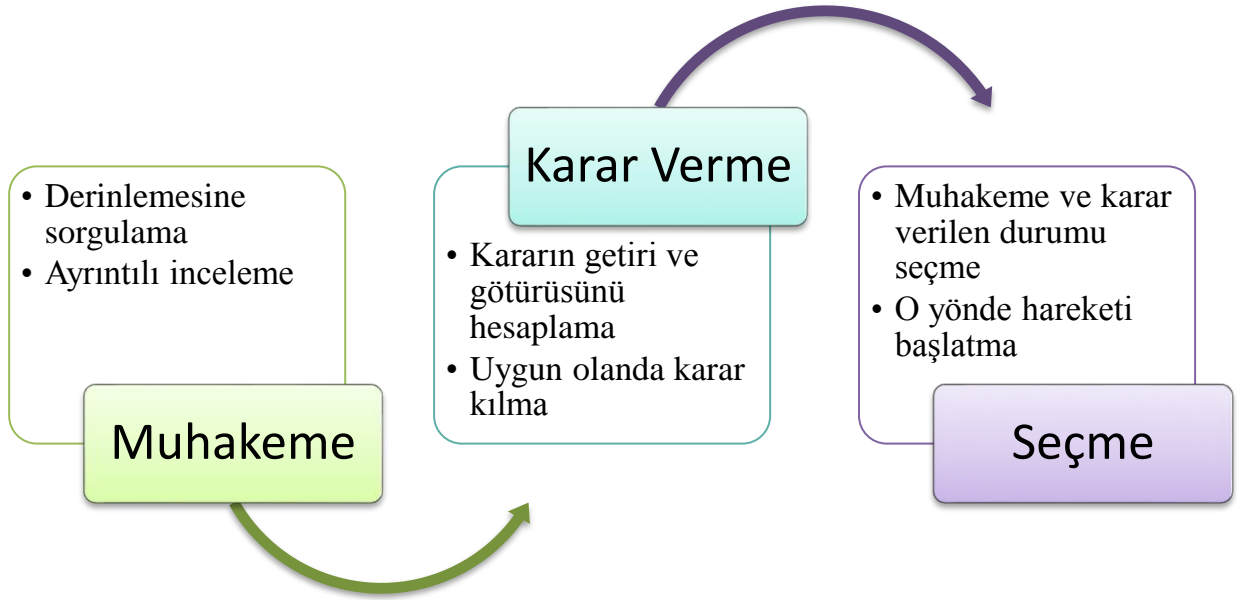 • Derinlemesine
sorgulama
• Ayrıntılı inceleme
Muhakeme
Karar Verme
• Kararın getiri ve
götürüsünü
hesaplama
• Uygun olanda karar
kılma
• Muhakeme ve karar
verilen durumu
seçme
• O yönde hareketi
başlatma
Seçme